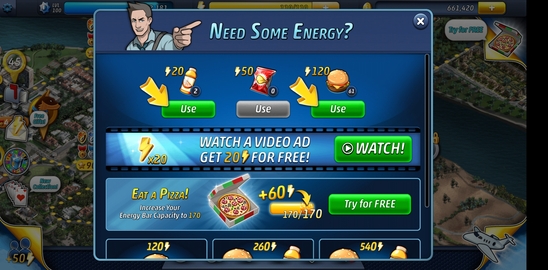 661,420
NEED SOME ENERGY?
Try for FREE
20
50
120
2
0
61
Use
Use
Use
WATCH A VIDEO AD
GET 20 FOR FREE!
x20
WATCH!
EAT A PIZZA!
Increase Your
Energy Bar Capacity to 170
+60
170/170
Try for FREE
120
260
540
50